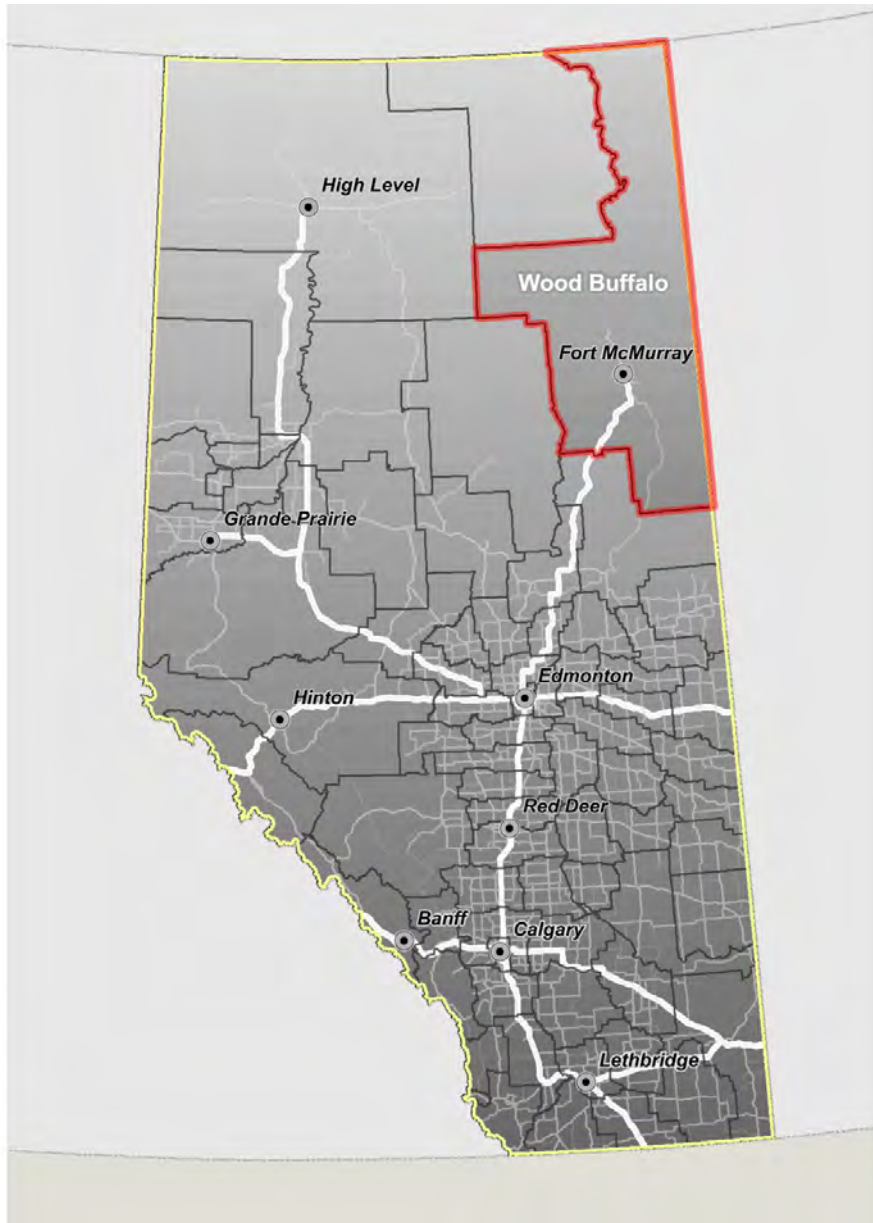 High Level
Wood Buffalo
Fort McMurray
Grande Prairie
Edmonton
Hinton
Red Deer
Banff
Calgary
Lethbridge